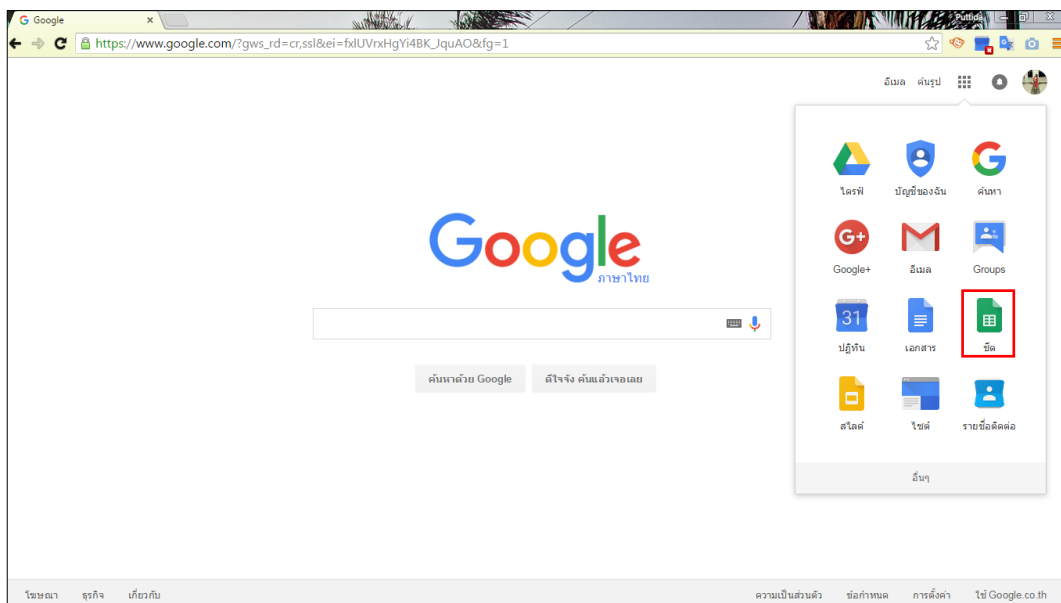 Google
Puttida
https://www.google.com/?gws_rd=cr,ssl&ei=fxlUVrxHgYi4BK_JquAO&fg=1
อีเมล ค้นรูป
ไดรฟ์ บัญชีของฉัน ค้นหา
G+
Google+ อีเมล Groups
31
ปฏิทิน เอกสาร ชีต
สไลด์ ไซต์ รายชื่อติดต่อ
อื่นๆ
Google
ภาษาไทย
ค้นหาด้วย Google ดีใจจัง ค้นแล้วเจอเลย
โฆษณา ธุรกิจ เกี่ยวกับ ความเป็นส่วนตัว ข้อกำหนด การตั้งค่า ใช้ Google.co.th